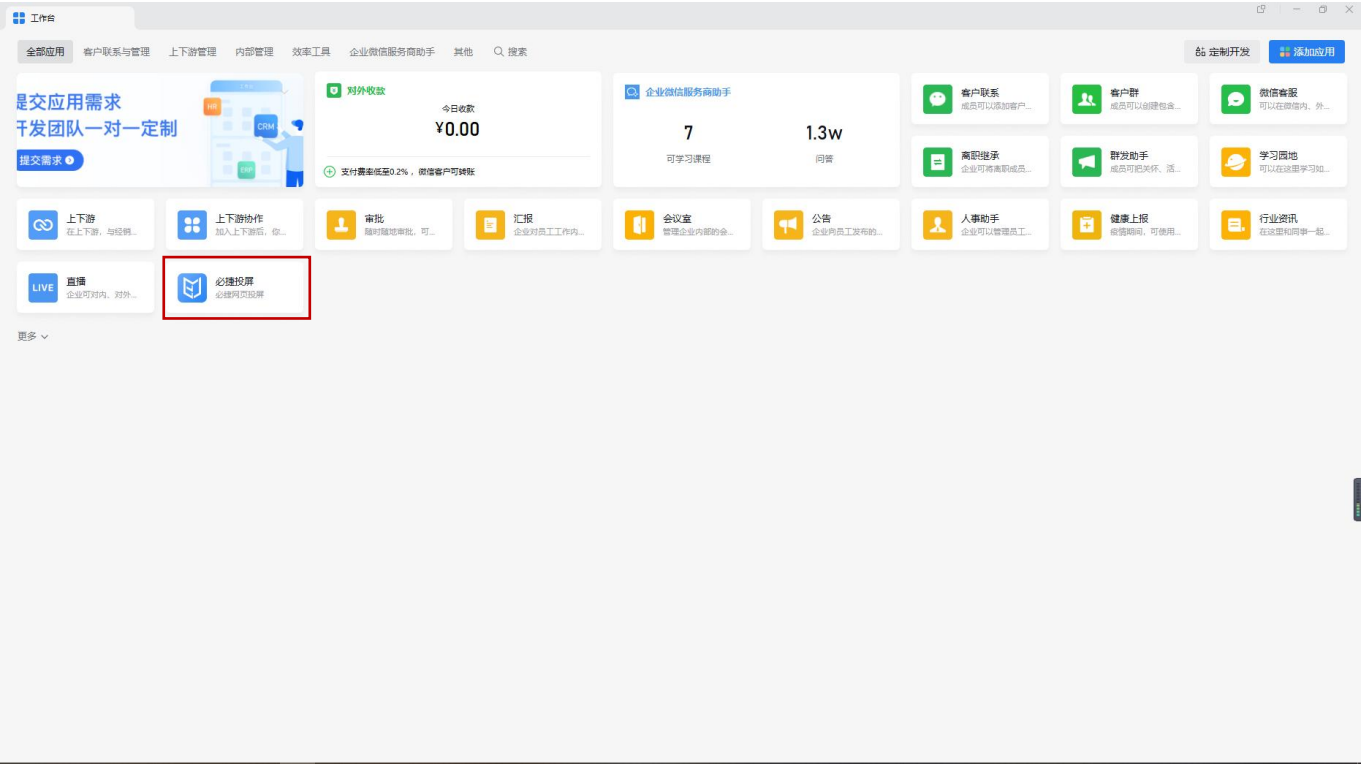 工作台
全部应用 客户联系与管理 上下游管理 内部管理 效率工具 企业微信服务商助手 其他 搜索
定制开发 添加应用
是交应用需求
开发团队一对一定制
提交需求
HR
CRM
ERP
对外收款
今日收款
¥0.00
支付费率低至0.2%，微信客户可转账
企业微信服务商助手
7
可学习课程
1.3w
问答
客户联系
成员可以添加客户...
客户群
成员可以创建包含...
微信客服
可以在微信内、外...
离职继承
企业可将离职成员...
群发助手
成员可把关怀、活...
学习园地
可以在这里学习如...
上下游
在上下游，与经销...
上下游协作
加入上下游后，你...
审批
随时随地审批，可...
汇报
企业对员工工作内...
会议室
管理企业内部的会...
公告
企业向员工发布的...
人事助手
企业可以管理员工...
健康上报
疫情期间，可使用...
行业资讯
在这里和同事一起...
LIVE
直播
企业可对内、对外...
必捷投屏
必捷网页投屏
更多